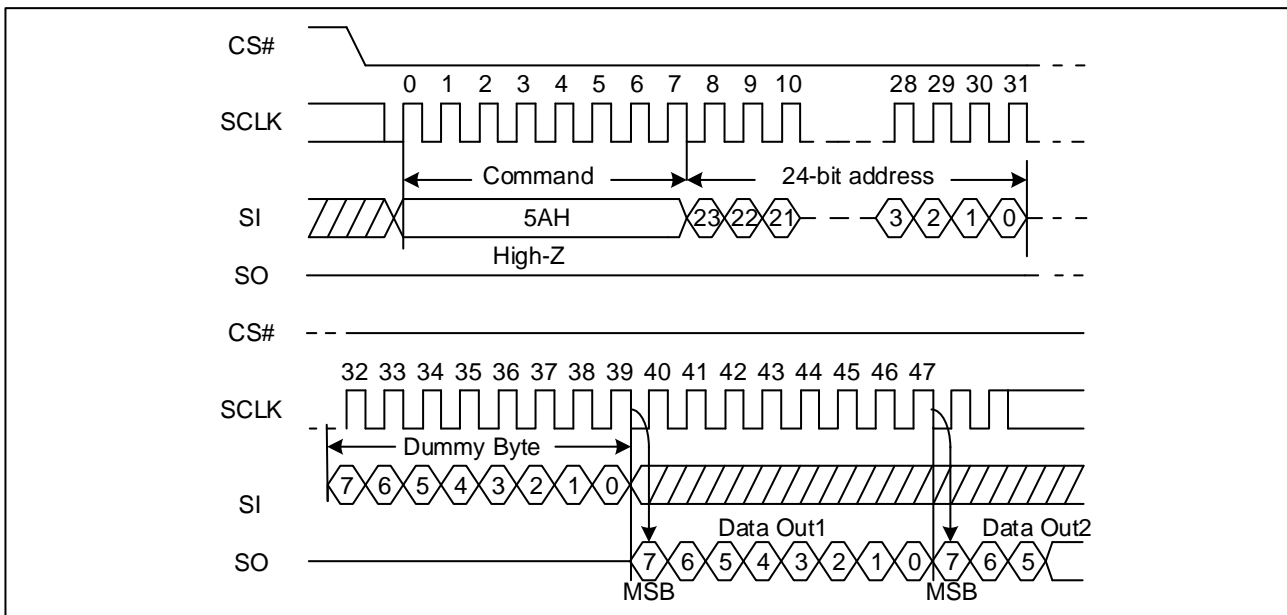 CS#
0 1 2 3 4 5 6 7 8 9 10 28 29 30 31
SCLK
Command 24-bit address
SI 5AH 23 22 21 3 2 1 0
High-Z
SO
CS#
32 33 34 35 36 37 38 39 40 41 42 43 44 45 46 47
SCLK
Dummy Byte
SI 7 6 5 4 3 2 1 0
Data Out1 Data Out2
SO 7 6 5 4 3 2 1 0 7 6 5
MSB MSB